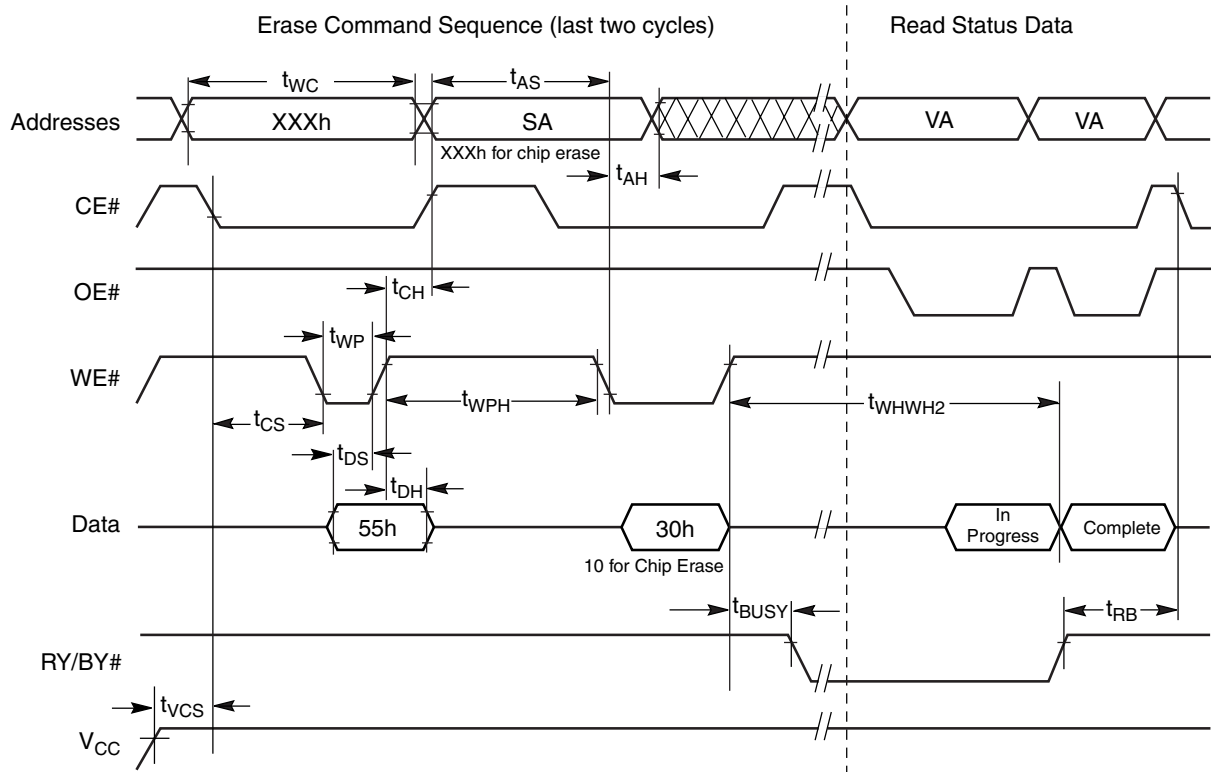 Erase Command Sequence (last two cycles) Read Status Data
tWC tAS
Addresses XXXh SA VA VA
XXXh for chip erase
tAH
CE#
OE#
tCH
tWP
WE#
tWPH tWHWH2
tCS
tDS
tDH
Data 55h 30h In Progress Complete
10 for Chip Erase
tBUSY tRB
RY/BY#
tVCS
VCC